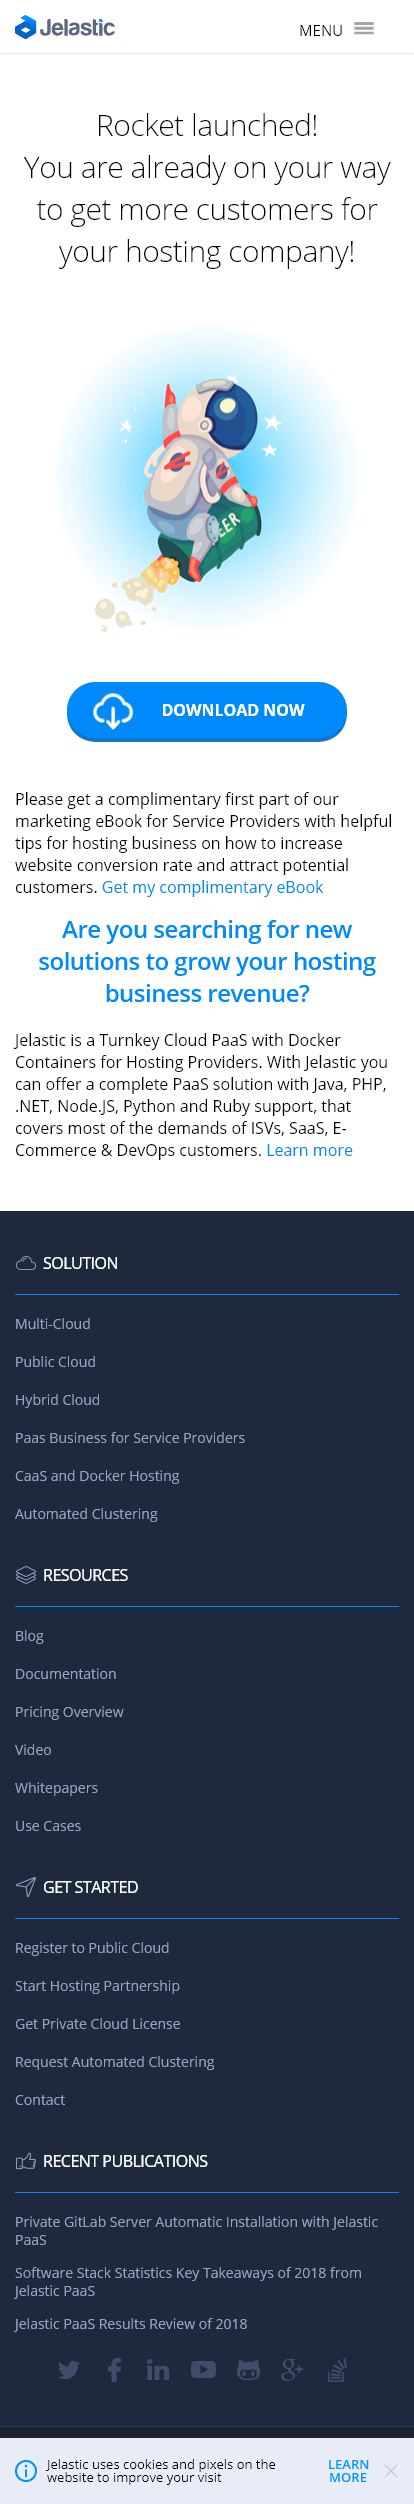 Jelastic
MENU
Rocket launched!
You are already on your way
to get more customers for
your hosting company!
BEER
DOWNLOAD NOW
Please get a complimentary first part of our
marketing eBook for Service Providers with helpful
tips for hosting business on how to increase
website conversion rate and attract potential
customers. Get my complimentary eBook
Are you searching for new
solutions to grow your hosting
business revenue?
Jelastic is a Turnkey Cloud PaaS with Docker
Containers for Hosting Providers. With Jelastic you
can offer a complete PaaS solution with Java, PHP,
.NET, Node.JS, Python and Ruby support, that
covers most of the demands of ISVs, SaaS, E-
Commerce & DevOps customers. Learn more
SOLUTION
Multi-Cloud
Public Cloud
Hybrid Cloud
Paas Business for Service Providers
CaaS and Docker Hosting
Automated Clustering
RESOURCES
Blog
Documentation
Pricing Overview
Video
Whitepapers
Use Cases
GET STARTED
Register to Public Cloud
Start Hosting Partnership
Get Private Cloud License
Request Automated Clustering
Contact
RECENT PUBLICATIONS
Private GitLab Server Automatic Installation with Jelastic
PaaS
Software Stack Statistics Key Takeaways of 2018 from
Jelastic PaaS
Jelastic PaaS Results Review of 2018
Jelastic uses cookies and pixels on the
website to improve your visit
LEARN
MORE